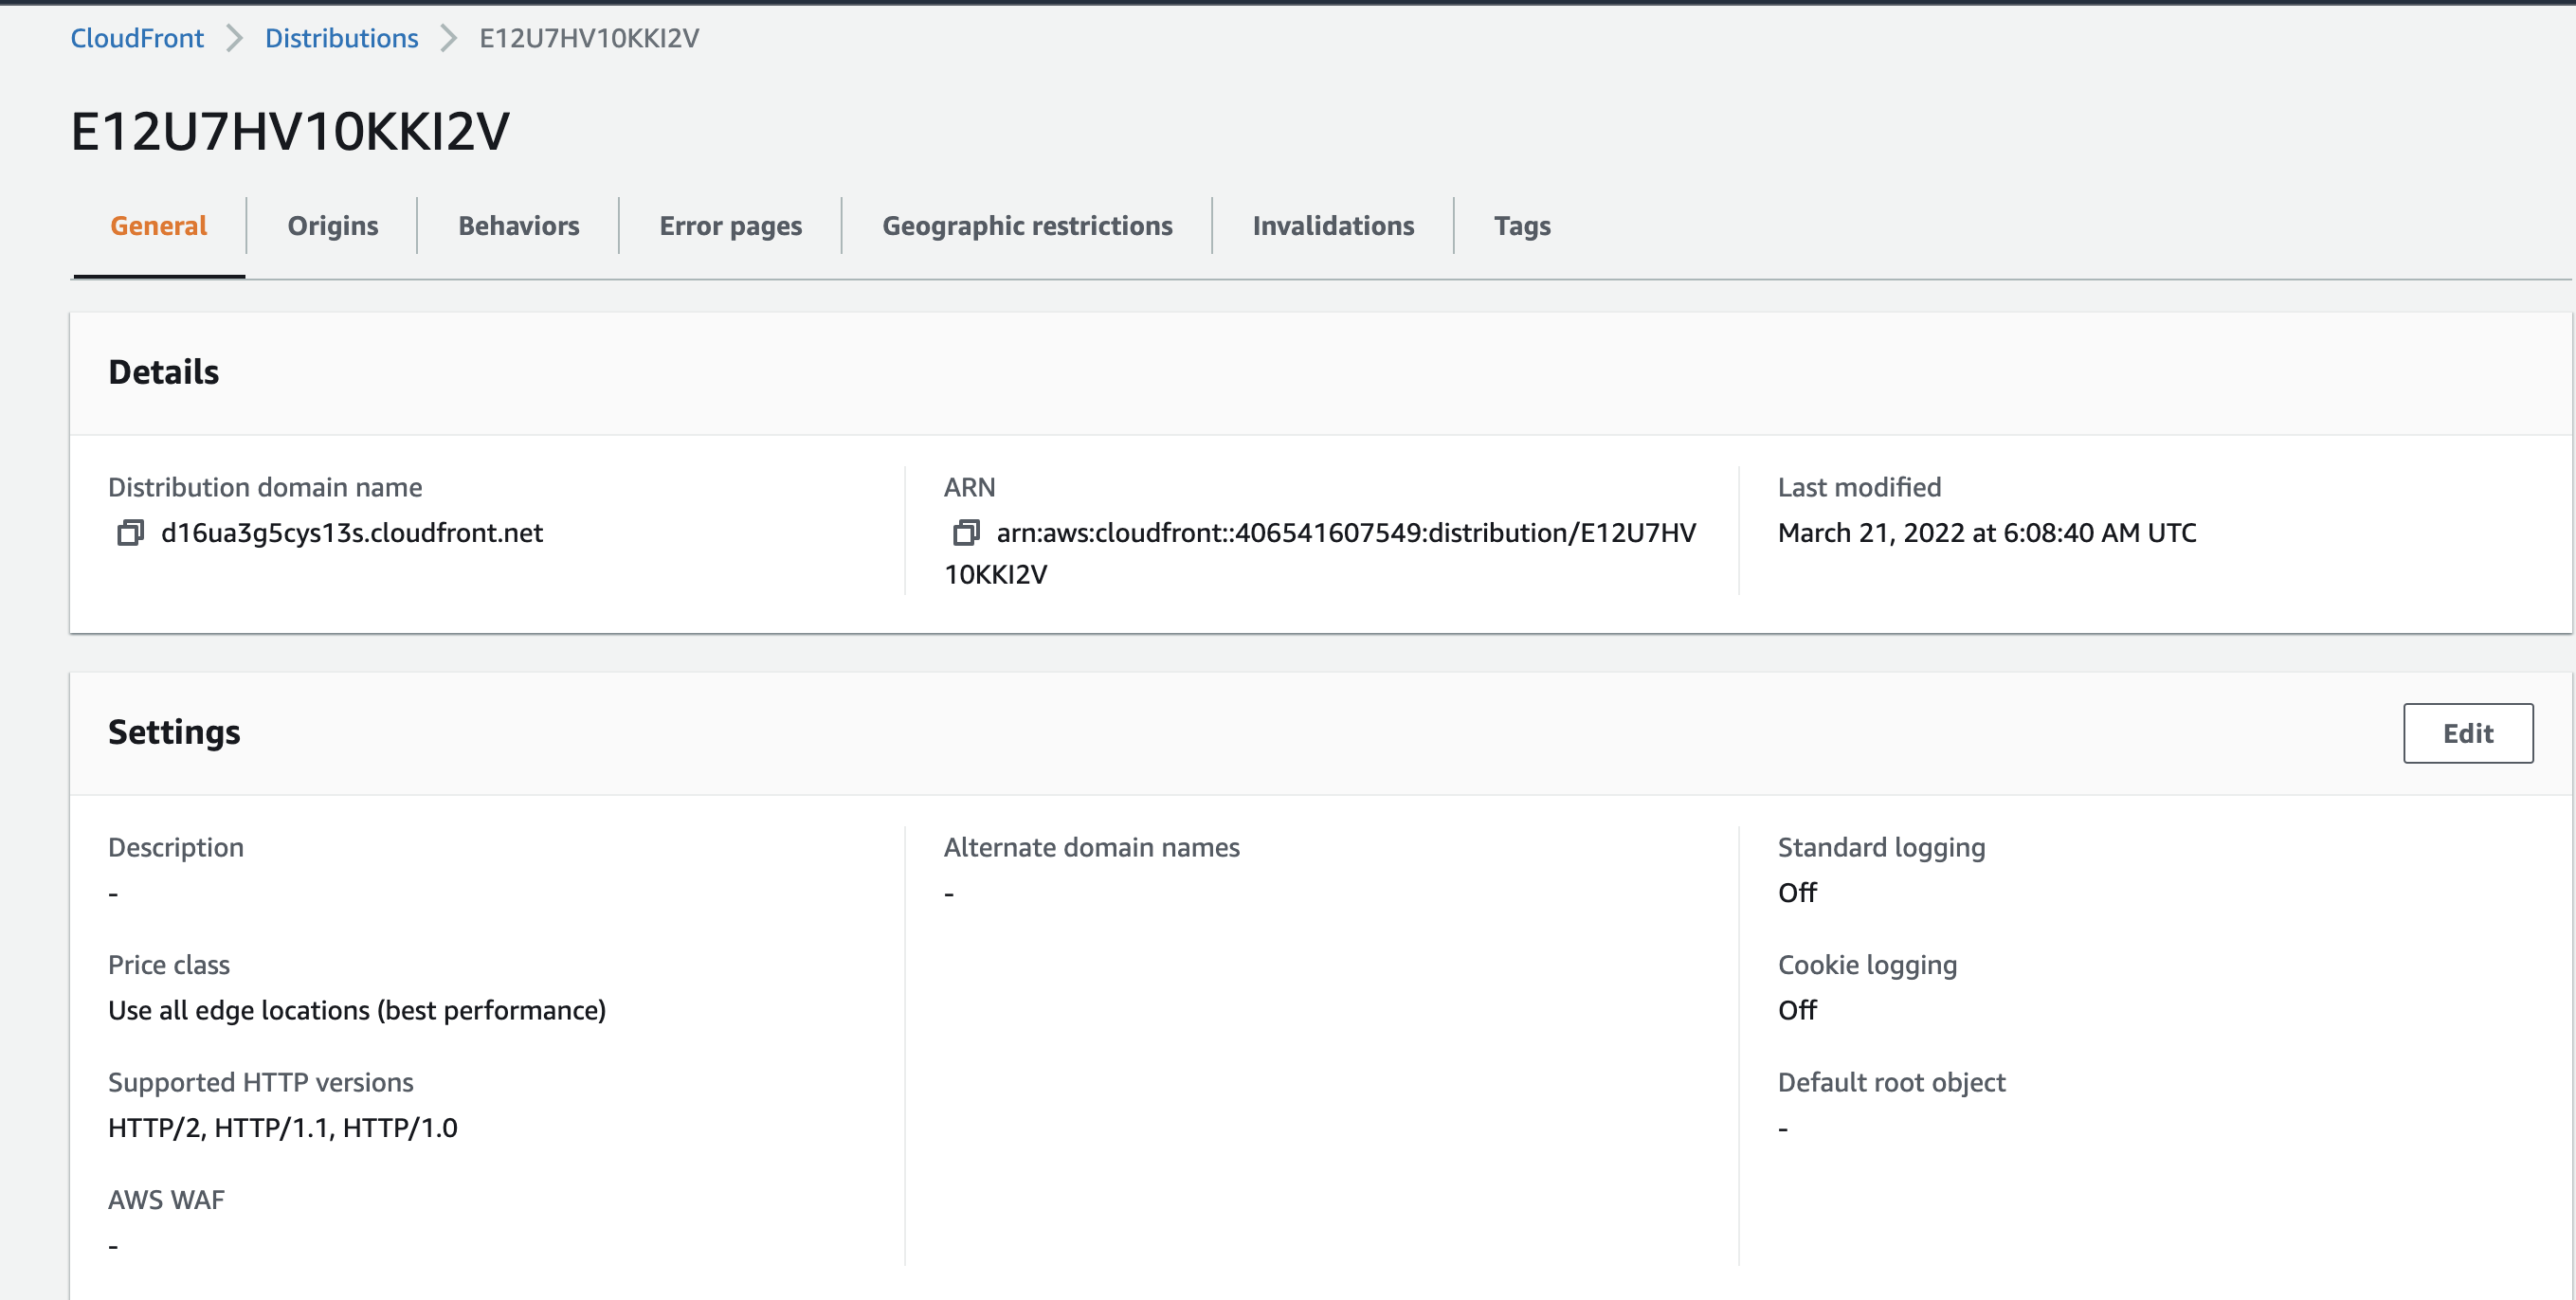 CloudFront > Distributions > E12U7HV10KKI2V
E12U7HV10KKI2V
General Origins Behaviors Error pages Geographic restrictions Invalidations Tags
Details
Distribution domain name
d16ua3g5cys13s.cloudfront.net
ARN
arn:aws:cloudfront::406541607549:distribution/E12U7HV
10KKI2V
Last modified
March 21, 2022 at 6:08:40 AM UTC
Settings
Edit
Description
-
Price class
Use all edge locations (best performance)
Supported HTTP versions
HTTP/2, HTTP/1.1, HTTP/1.0
AWS WAF
-
Alternate domain names
-
Standard logging
Off
Cookie logging
Off
Default root object
-